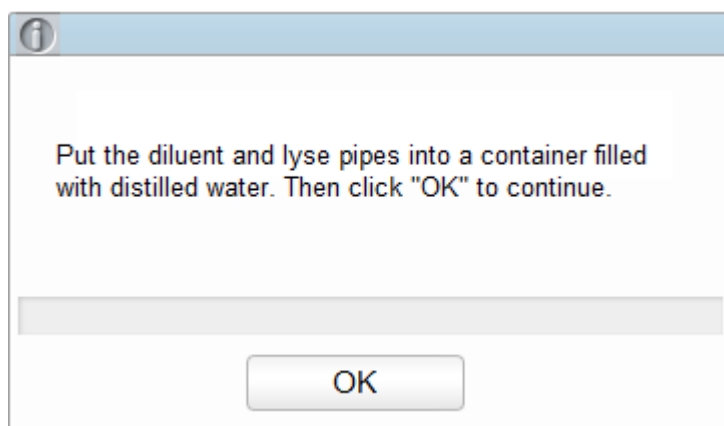 Put the diluent and lyse pipes into a container filled
with distilled water. Then click "OK" to continue.
OK